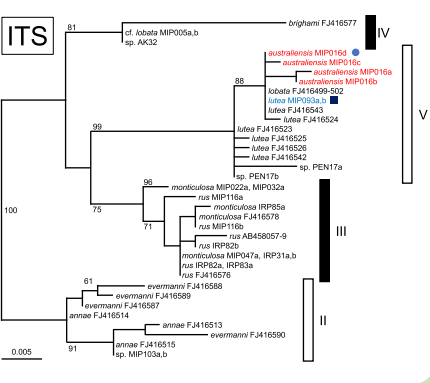 ITS
81
brighami FJ416577
cf. lobata MIP005a,b
sp. AK32
IV
australiensis MIP016d
australiensis MIP016c
australiensis MIP016a
australiensis MIP016b
88
lobata FJ416499-502
lutea MIP093a,b
lutea FJ416543
lutea FJ416524
V
99
lutea FJ416523
lutea FJ416525
lutea FJ416526
lutea FJ416542
sp. PEN17a
sp. PEN17b
96
monticulosa MIP022a, MIP032a
rus MIP116a
75
monticulosa IRP85a
monticulosa FJ416578
71
rus MIP116b
rus AB458057-9
rus IRP82b
III
monticulosa MIP047a, IRP31a,b
rus IRP82a, IRP83a
rus FJ416576
100
61
evermanni FJ416588
evermanni FJ416589
evermanni FJ416587
annae FJ416514
annae FJ416513
evermanni FJ416590
II
91
annae FJ416515
sp. MIP103a,b
0.005